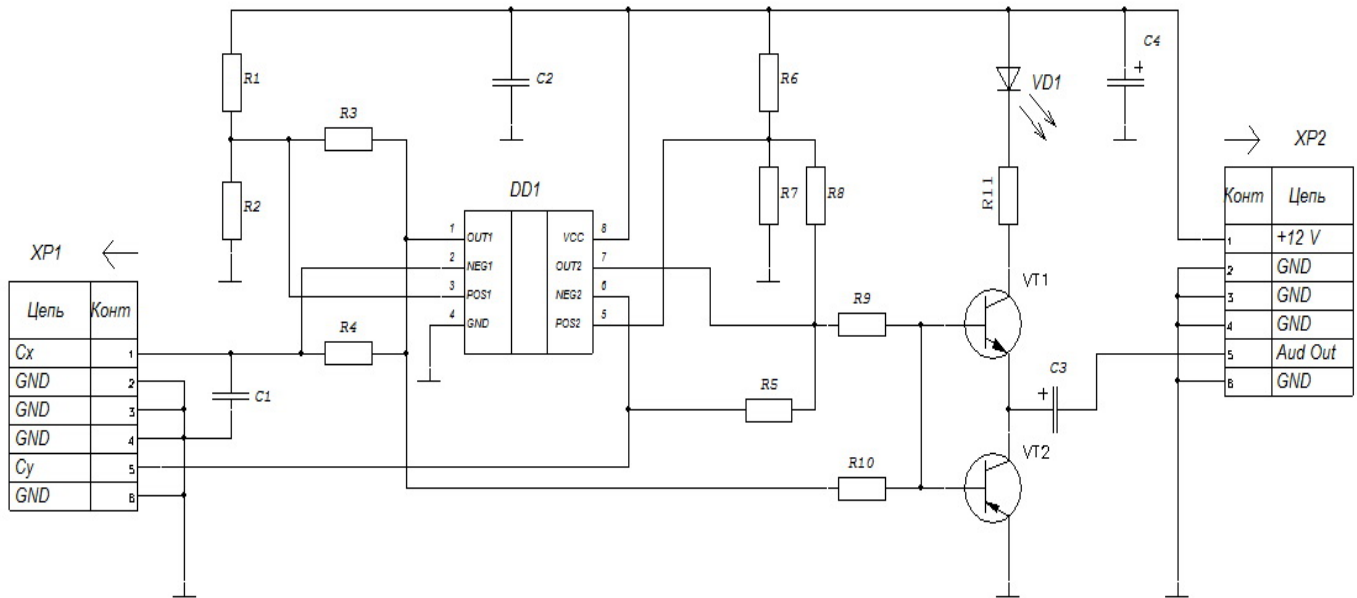 C4
R1
C2
R6
VD1
R3
XP2
R2
DD1
R7
R8
R11
Конт
Цепь
1
OUT1
VCC
8
1
+12 V
XP1
2
NEG1
OUT2
7
2
GND
3
POS1
NEG2
6
3
GND
VT1
Цепь
Конт
4
GND
POS2
5
4
GND
R4
R9
Cx
1
5
Aud Out
GND
2
C1
R5
C3
6
GND
GND
3
GND
4
VT2
Cy
5
R10
GND
6
+
+